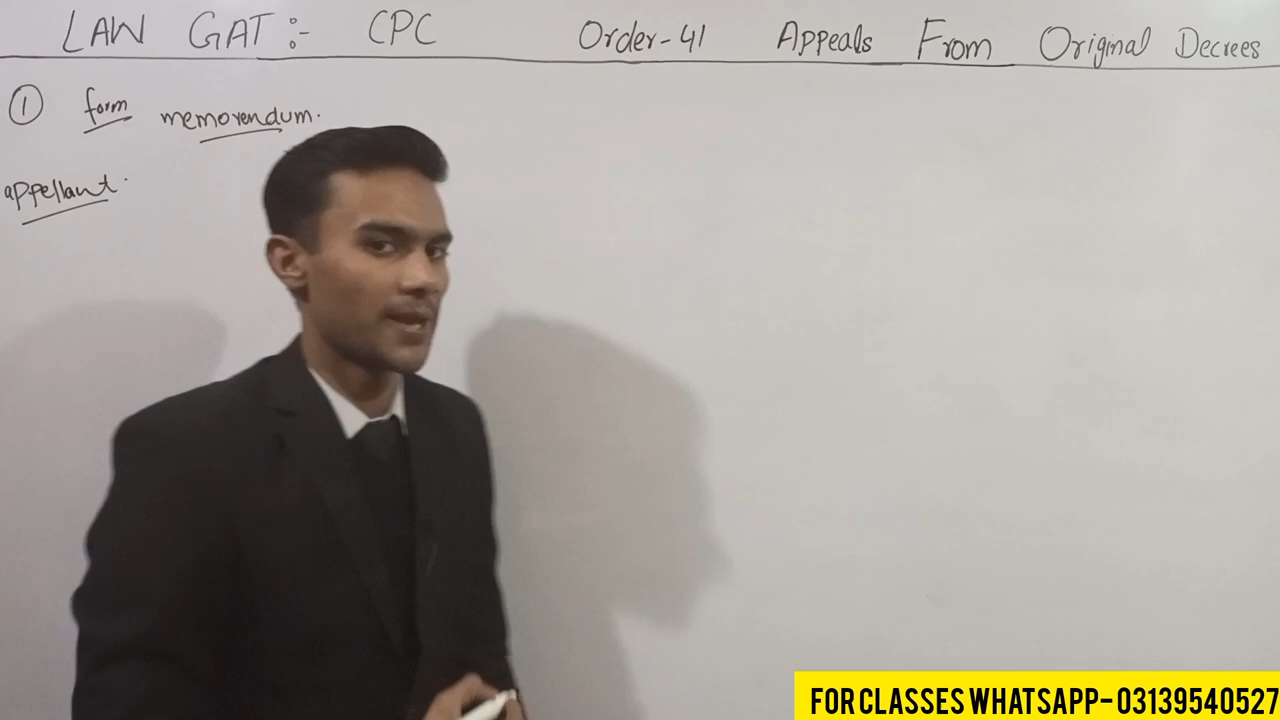 LAW GAT:- CPC Order-41 Appeals From Original Decrees
① form memorendum.
appellant.
FOR CLASSES WHATSAPP- 03139540527